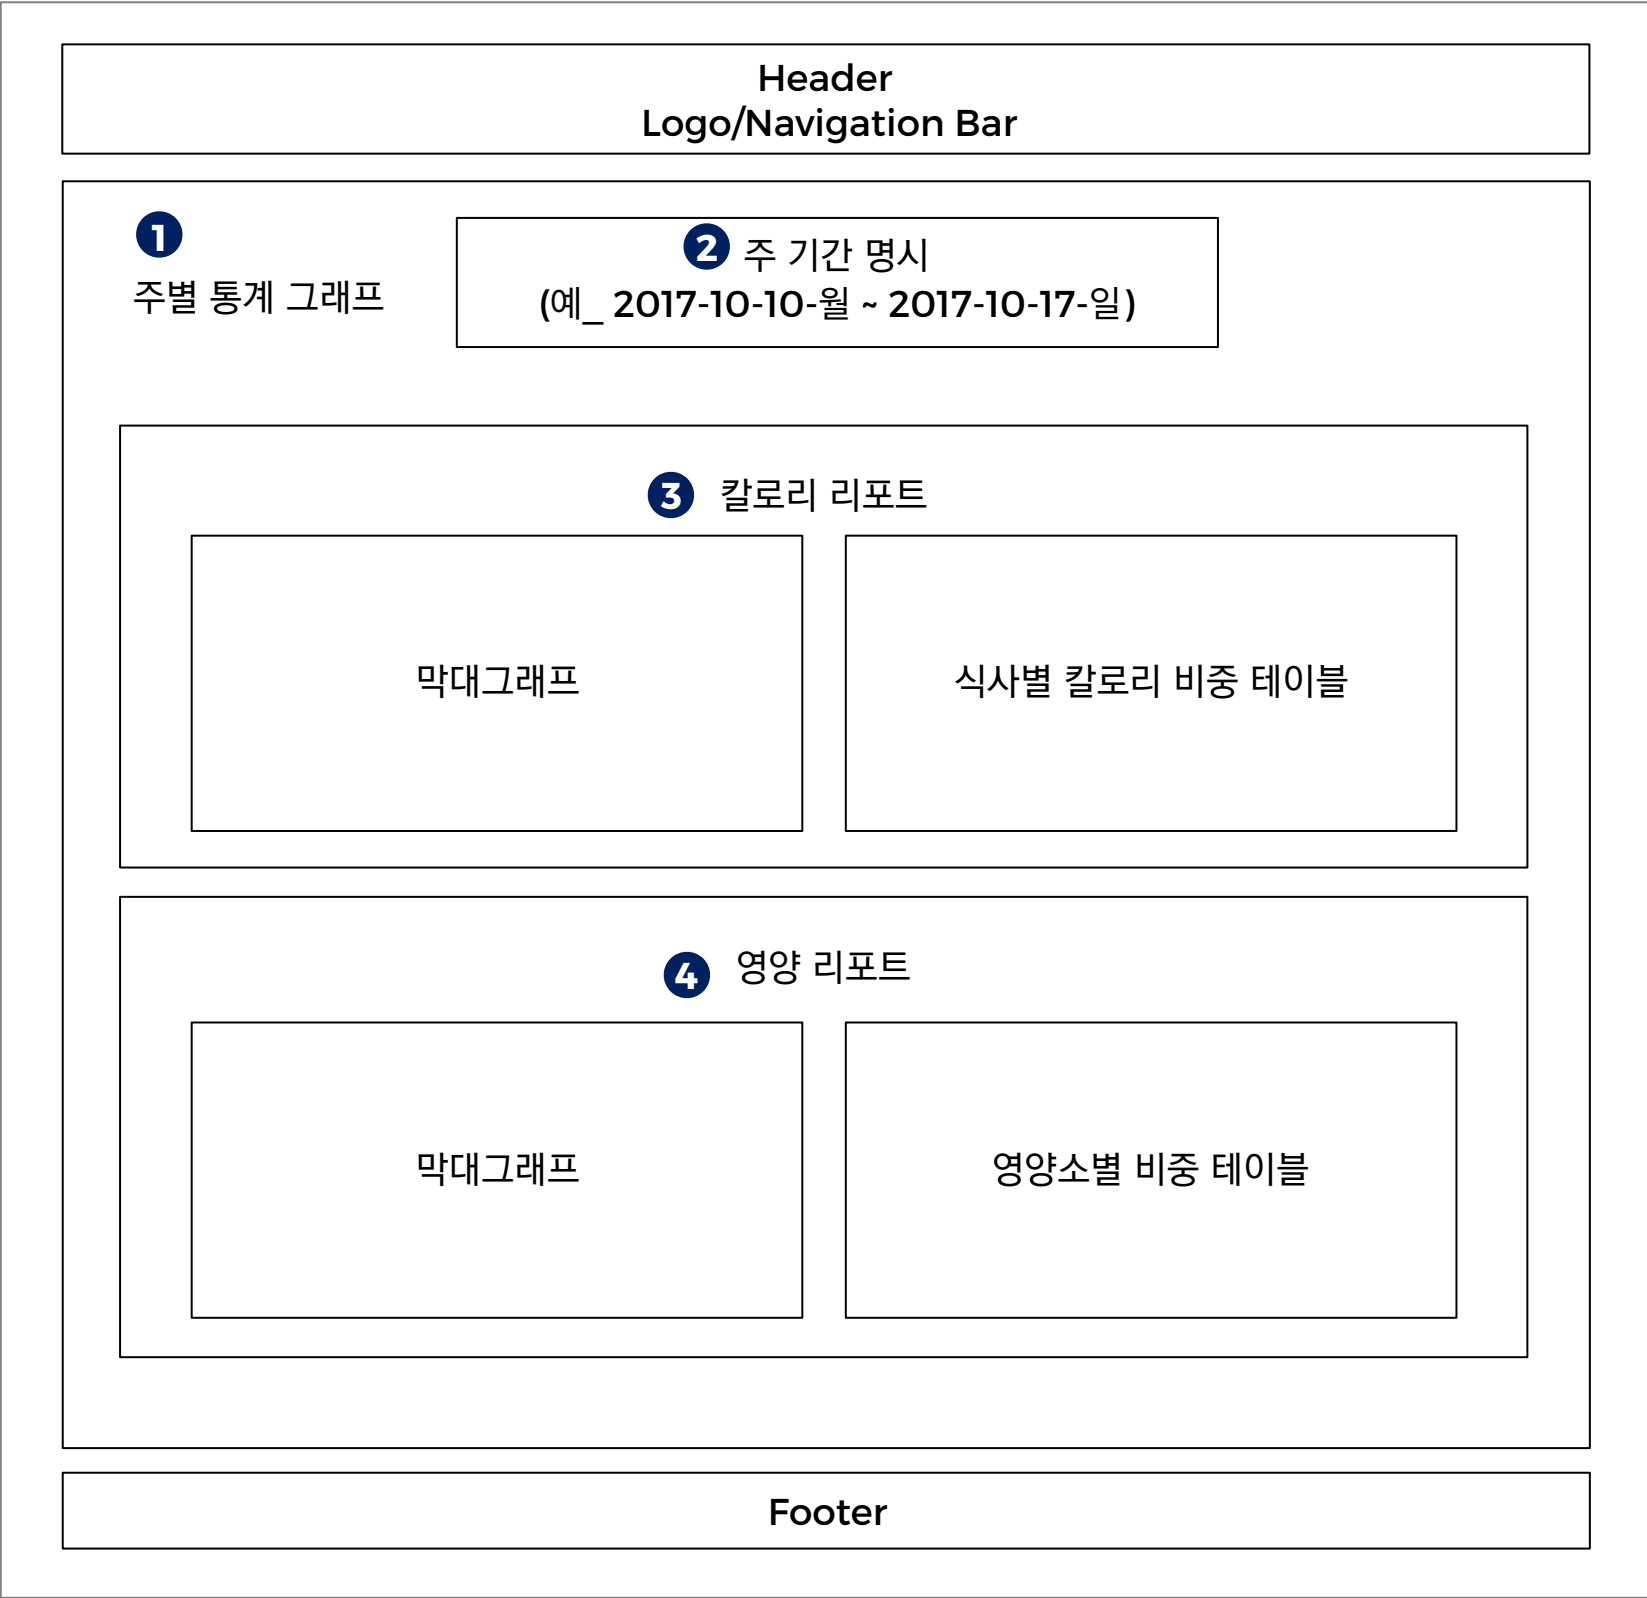 Header
Logo/Navigation Bar
1
주별 통계 그래프
2 주 기간 명시
(예_ 2017-10-10-월 ~ 2017-10-17-일)
3 칼로리 리포트
막대그래프
식사별 칼로리 비중 테이블
4 영양 리포트
막대그래프
영양소별 비중 테이블
Footer